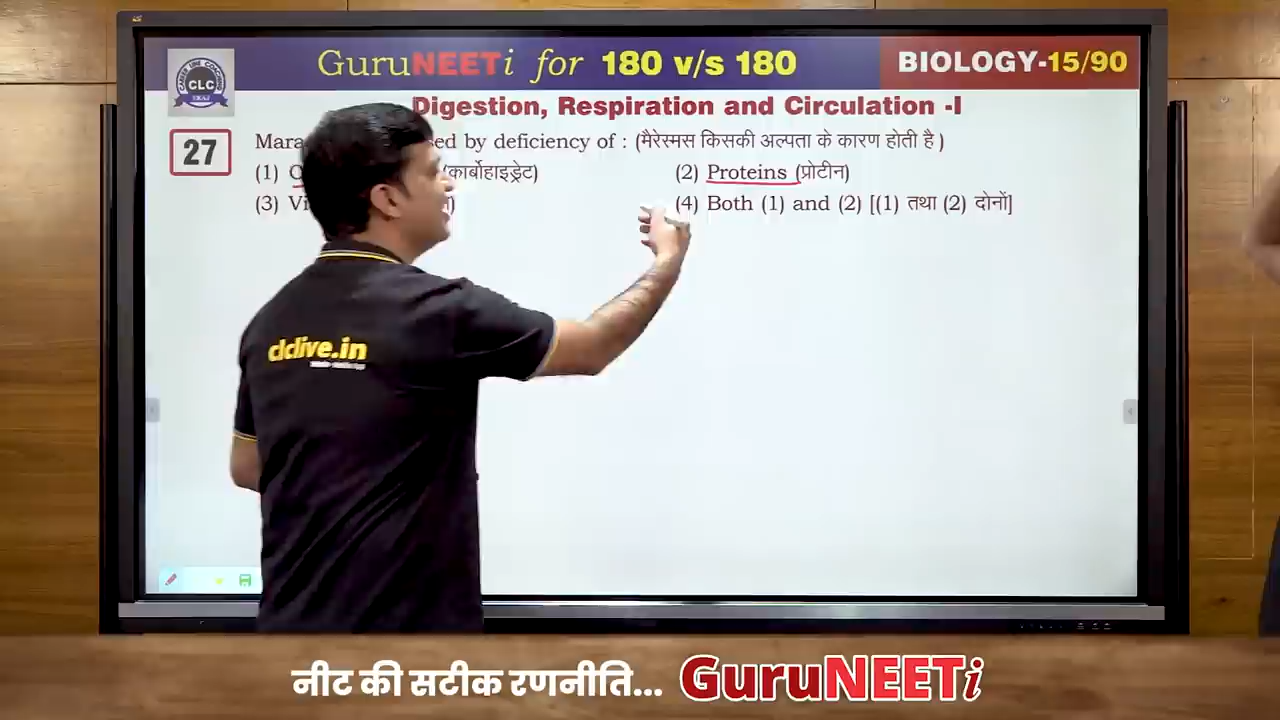 GuruNEETi for 180 v/s 180
BIOLOGY-15/90
CLC
SIKAR
Digestion, Respiration and Circulation -I
27
by deficiency of : (मैरेस्मस किसकी अल्पता के कारण होती है )
(1) (कार्बोहाइड्रेट)
(2) Proteins (प्रोटीन)
(3)
(4) Both (1) and (2) [(1) तथा (2) दोनों]
clclive.in
नीट की सटीक रणनीति... GuruNEETi